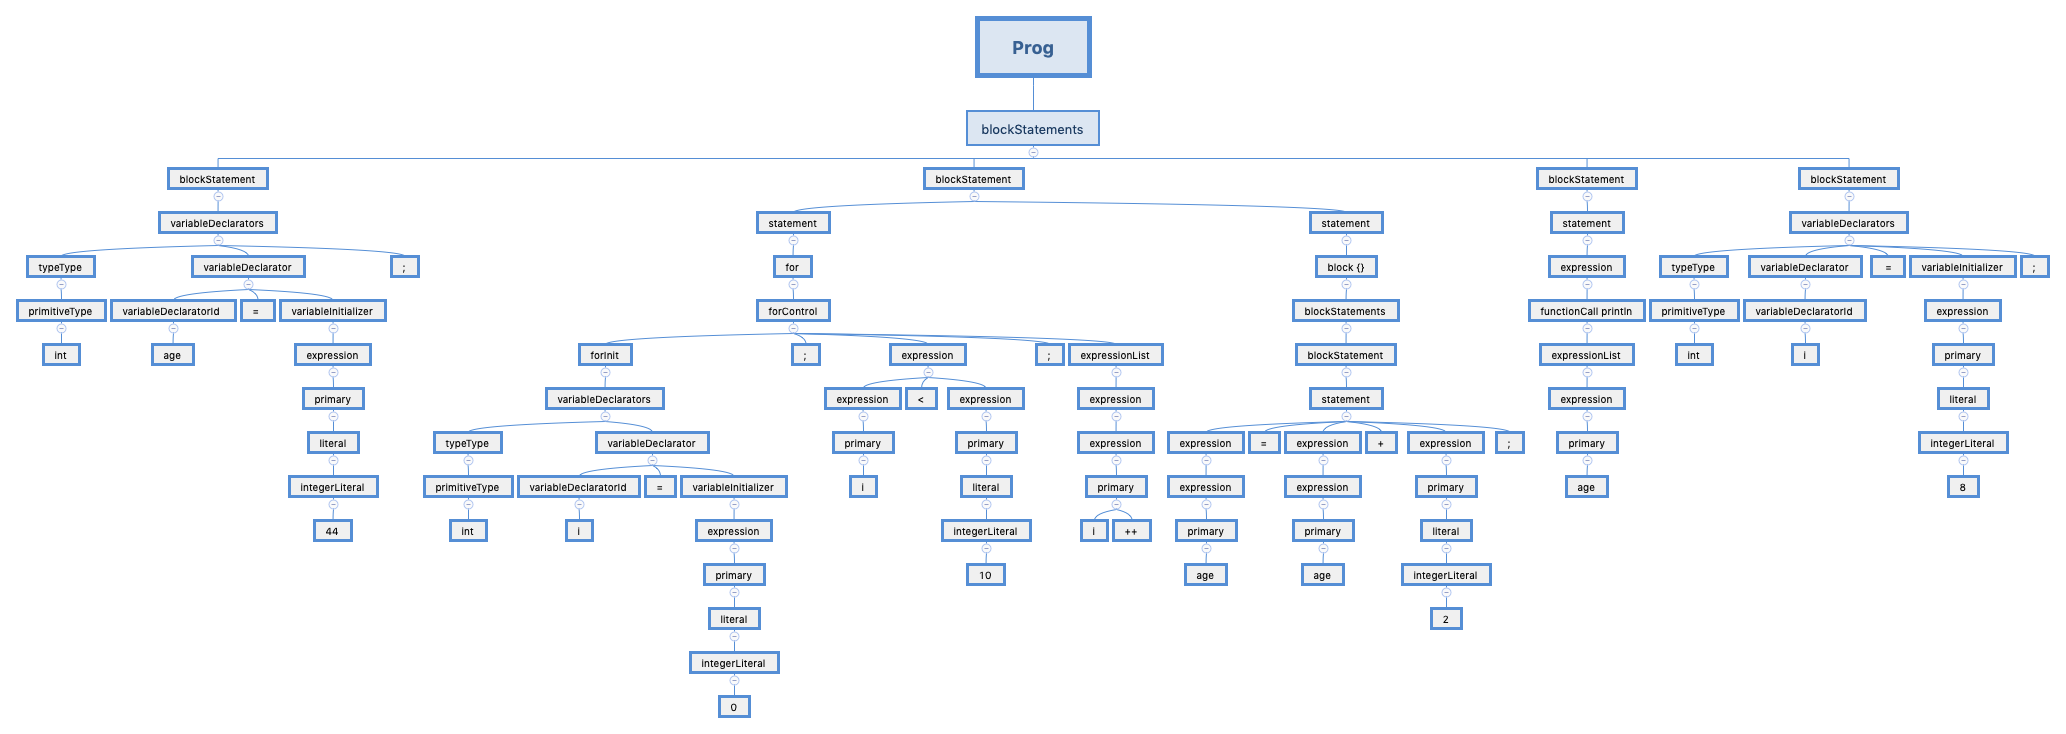 Prog
blockStatements
blockStatement blockStatement blockStatement blockStatement
variableDeclarators statement statement statement variableDeclarators
typeType variableDeclarator ; for block {} expression typeType variableDeclarator = variableInitializer ;
primitiveType variableDeclaratorId = variableInitializer forControl blockStatements functionCall println primitiveType variableDeclaratorId expression
int age expression forInit ; expression ; expressionList blockStatement expressionList int i primary
primary variableDeclarators expression < expression expression statement expression literal
literal typeType variableDeclarator primary primary expression expression = expression + expression ; primary integerLiteral
integerLiteral primitiveType variableDeclaratorId = variableInitializer i literal primary expression expression primary age 8
44 int i expression integerLiteral i ++ primary primary literal
primary 10 age age integerLiteral
literal 2
integerLiteral
0